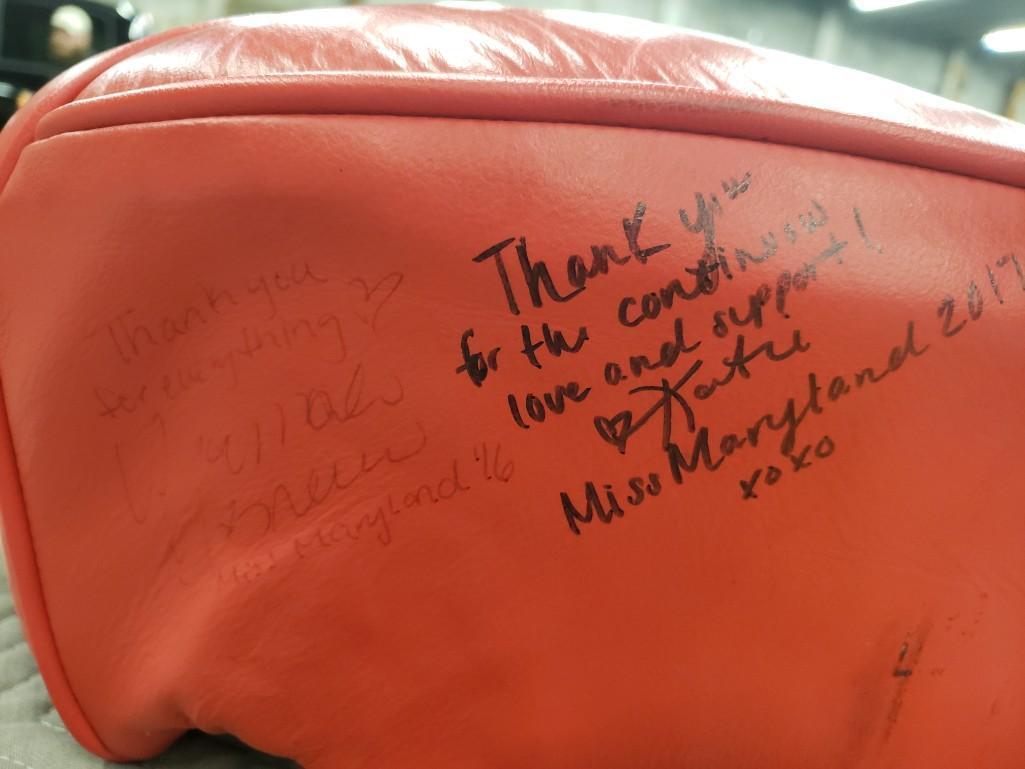 Thank you
for everything ♡
Miss Maryland '16
Thank you
for the continuow
love and support!
♡ Katie
Miss Maryland 2017
xoxo